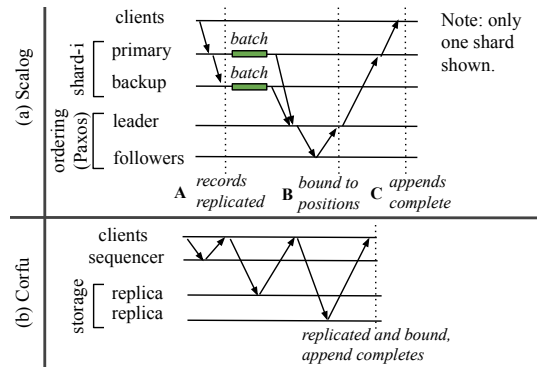 (a) Scalog
shard-i
ordering
(Paxos)
clients
primary
backup
leader
followers
batch
batch
Note: only
one shard
shown.
A records
replicated
B bound to
positions
C appends
complete
(b) Corfu
clients
sequencer
storage
replica
replica
replicated and bound,
append completes